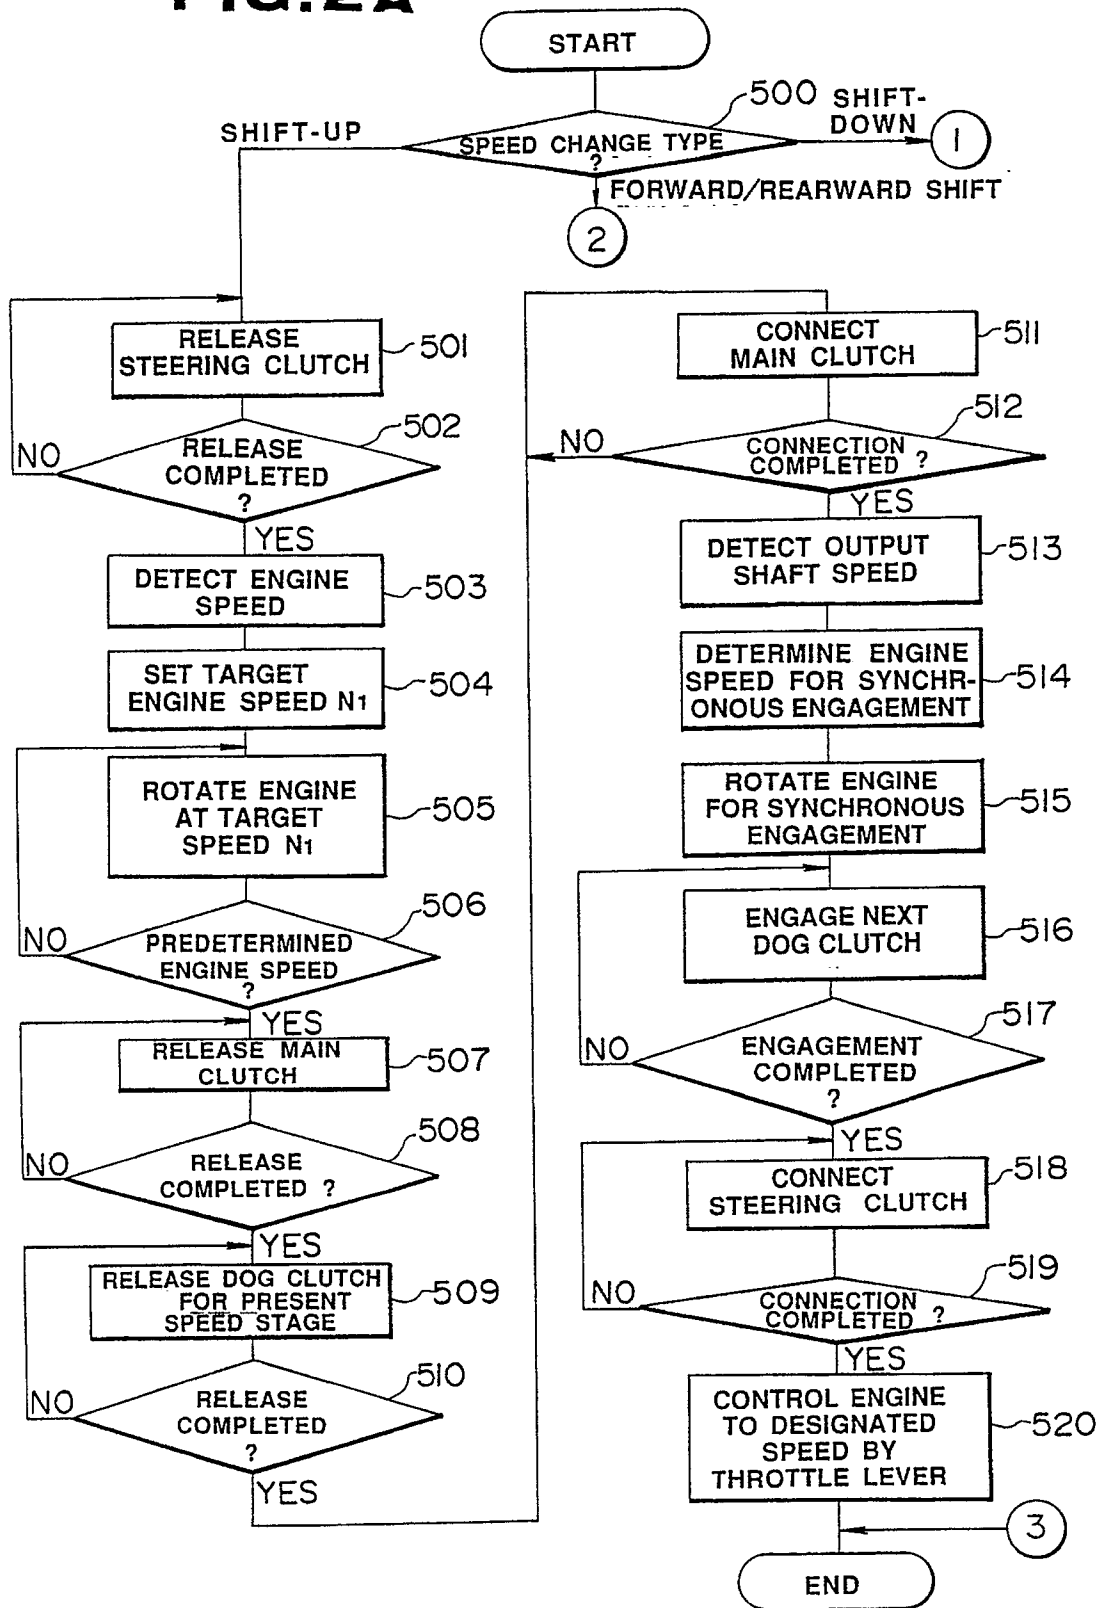 FIG.2A
START
500
SPEED CHANGE TYPE
?
SHIFT-UP
SHIFT-
DOWN
1
FORWARD/REARWARD SHIFT
2
RELEASE
STEERING CLUTCH
501
RELEASE
COMPLETED
?
502
NO
YES
DETECT ENGINE
SPEED
503
SET TARGET
ENGINE SPEED N1
504
ROTATE ENGINE
AT TARGET
SPEED N1
505
PREDETERMINED
ENGINE SPEED
?
506
NO
YES
RELEASE MAIN
CLUTCH
507
RELEASE
COMPLETED ?
508
NO
YES
RELEASE DOG CLUTCH
FOR PRESENT
SPEED STAGE
509
RELEASE
COMPLETED
?
510
NO
YES
CONNECT
MAIN CLUTCH
511
CONNECTION
COMPLETED ?
512
NO
YES
DETECT OUTPUT
SHAFT SPEED
513
DETERMINE ENGINE
SPEED FOR SYNCHR-
ONOUS ENGAGEMENT
514
ROTATE ENGINE
FOR SYNCHRONOUS
ENGAGEMENT
515
ENGAGE NEXT
DOG CLUTCH
516
ENGAGEMENT
COMPLETED
?
517
NO
YES
CONNECT
STEERING CLUTCH
518
CONNECTION
COMPLETED ?
519
NO
YES
CONTROL ENGINE
TO DESIGNATED
SPEED BY
THROTTLE LEVER
520
3
END